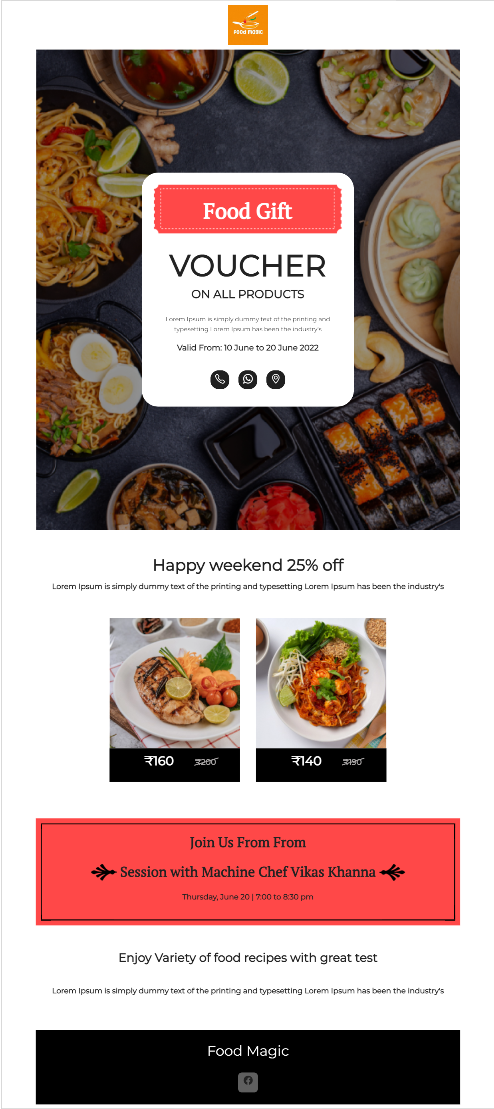 FOOD MAGIC
Food Gift
VOUCHER
ON ALL PRODUCTS
Lorem Ipsum is simply dummy text of the printing and
typesetting Lorem Ipsum has been the industry's
Valid From: 10 June to 20 June 2022
Happy weekend 25% off
Lorem Ipsum is simply dummy text of the printing and typesetting Lorem Ipsum has been the industry's
₹160 ₹200
₹140 ₹190
Join Us From From
Session with Machine Chef Vikas Khanna
Thursday, June 20 | 7:00 to 8:30 pm
Enjoy Variety of food recipes with great test
Lorem Ipsum is simply dummy text of the printing and typesetting Lorem Ipsum has been the industry's
Food Magic